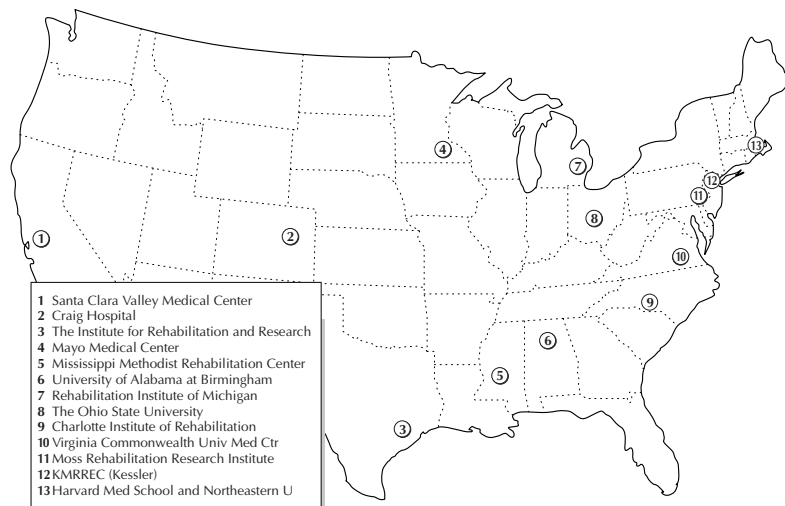 4
13
7
12
11
8
1
2
10
9
6
5
3
1 Santa Clara Valley Medical Center
2 Craig Hospital
3 The Institute for Rehabilitation and Research
4 Mayo Medical Center
5 Mississippi Methodist Rehabilitation Center
6 University of Alabama at Birmingham
7 Rehabilitation Institute of Michigan
8 The Ohio State University
9 Charlotte Institute of Rehabilitation
10 Virginia Commonwealth Univ Med Ctr
11 Moss Rehabilitation Research Institute
12 KMRREC (Kessler)
13 Harvard Med School and Northeastern U